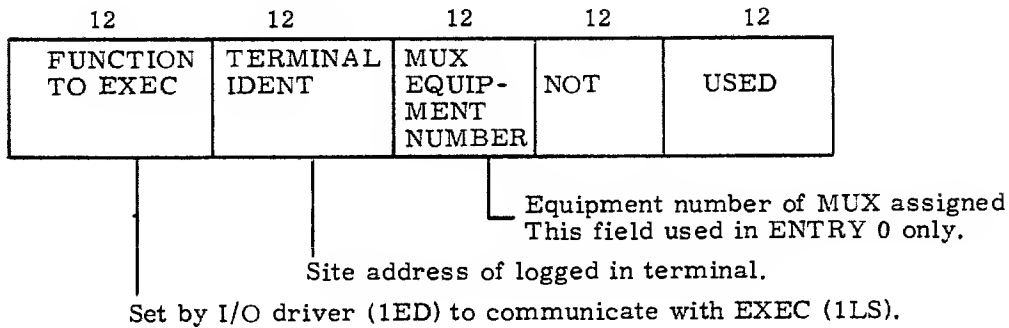 12 12 12 12 12
FUNCTION TO EXEC
TERMINAL IDENT
MUX EQUIP-
MENT
NUMBER
NOT
USED
Equipment number of MUX assigned
This field used in ENTRY 0 only.
Site address of logged in terminal.
Set by I/O driver (1ED) to communicate with EXEC (1LS).